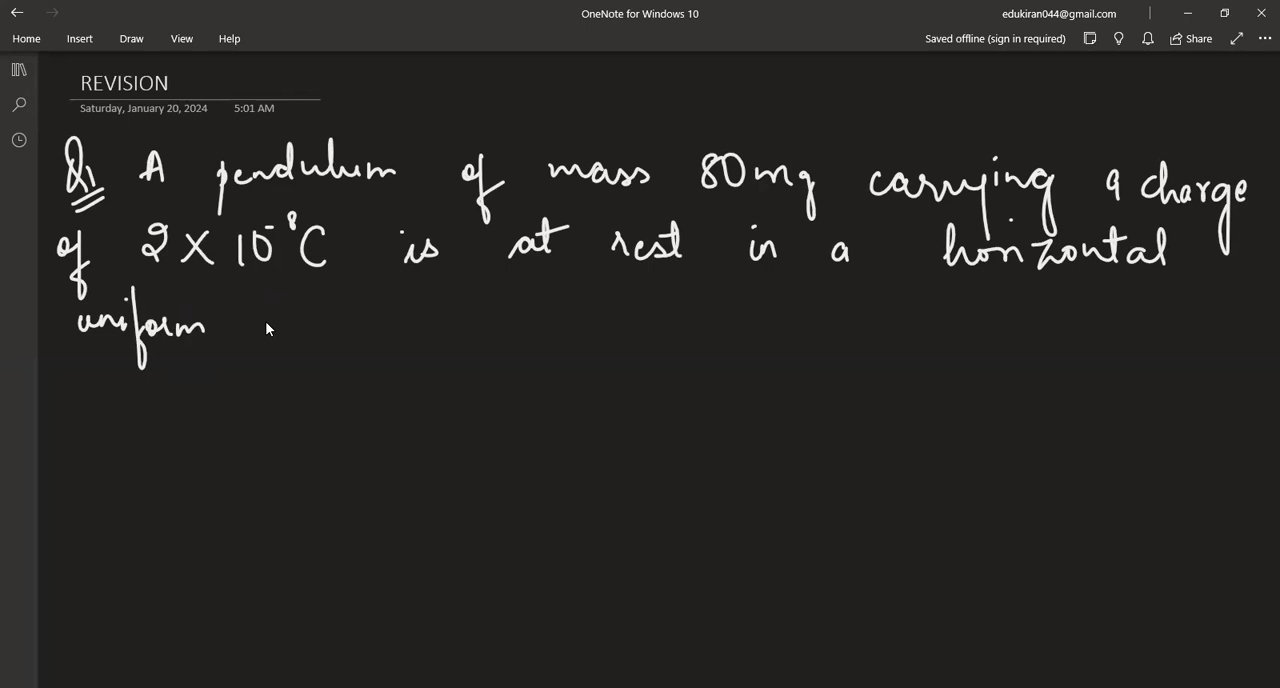 OneNote for Windows 10
edukiran044@gmail.com
Home Insert Draw View Help
Saved offline (sign in required)
Share
REVISION
Saturday, January 20, 2024 5:01 AM
Q1 A pendulum of mass 80mg carrying a charge
of 2 X 10⁻⁸C is at rest in a horizontal
uniform